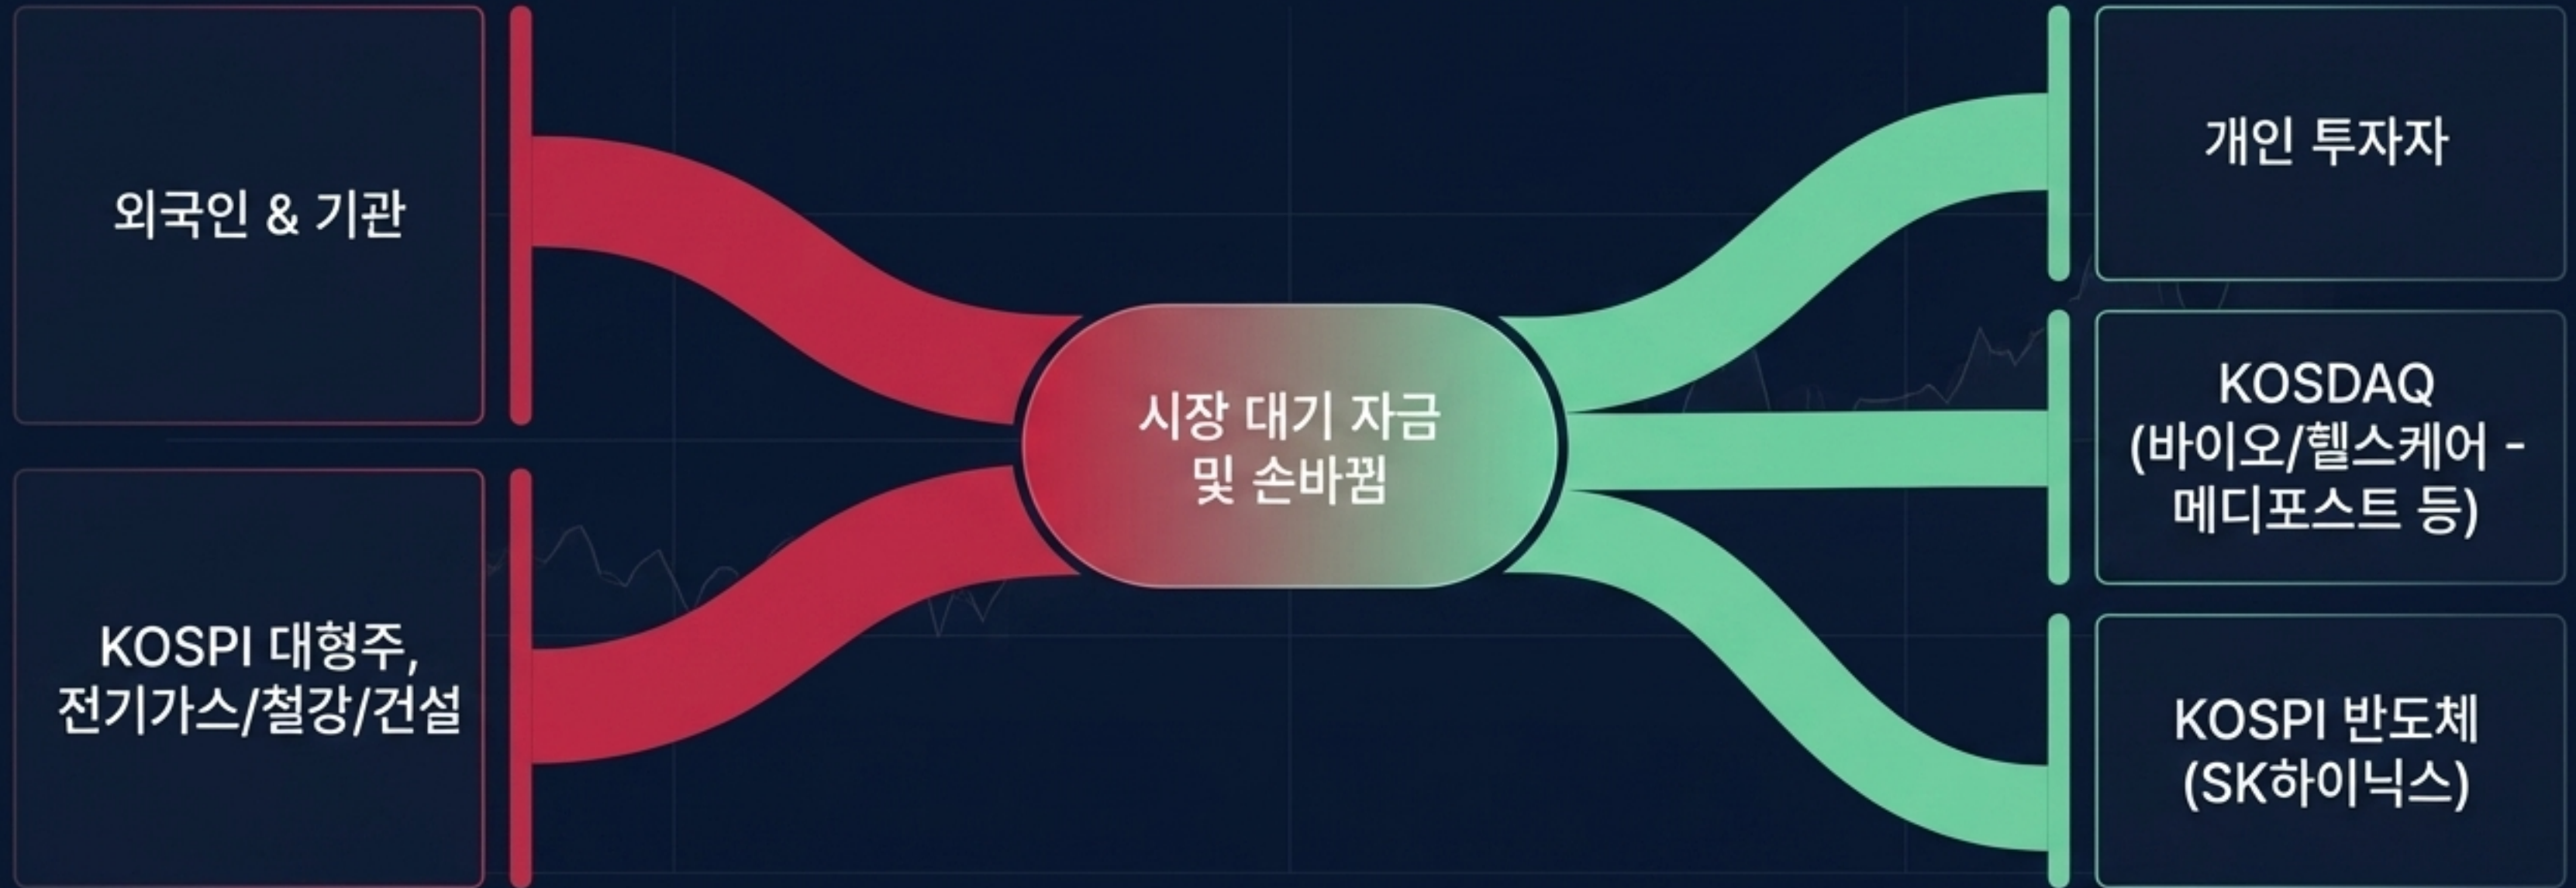 외국인 & 기관
KOSPI 대형주,
전기가스/철강/건설
시장 대기 자금
및 손바뀜
개인 투자자
KOSDAQ
(바이오/헬스케어 -
메디포스트 등)
KOSPI 반도체
(SK하이닉스)